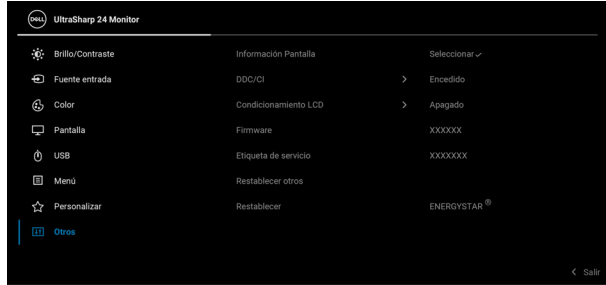 DELL UltraSharp 24 Monitor
Brillo/Contraste Información Pantalla Seleccionar
Fuente entrada DDC/CI > Encedido
Color Condicionamiento LCD > Apagado
Pantalla Firmware XXXXXX
USB Etiqueta de servicio XXXXXXX
Menú Restablecer otros
Personalizar Restablecer ENERGYSTAR ®
Otros
< Salir